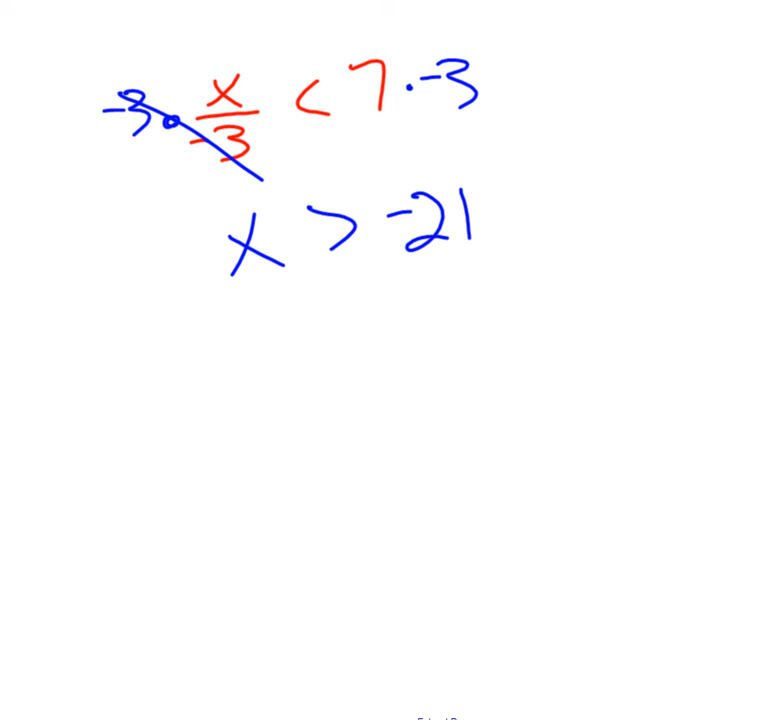 -3 · x/-3 < 7 · -3
x > -21